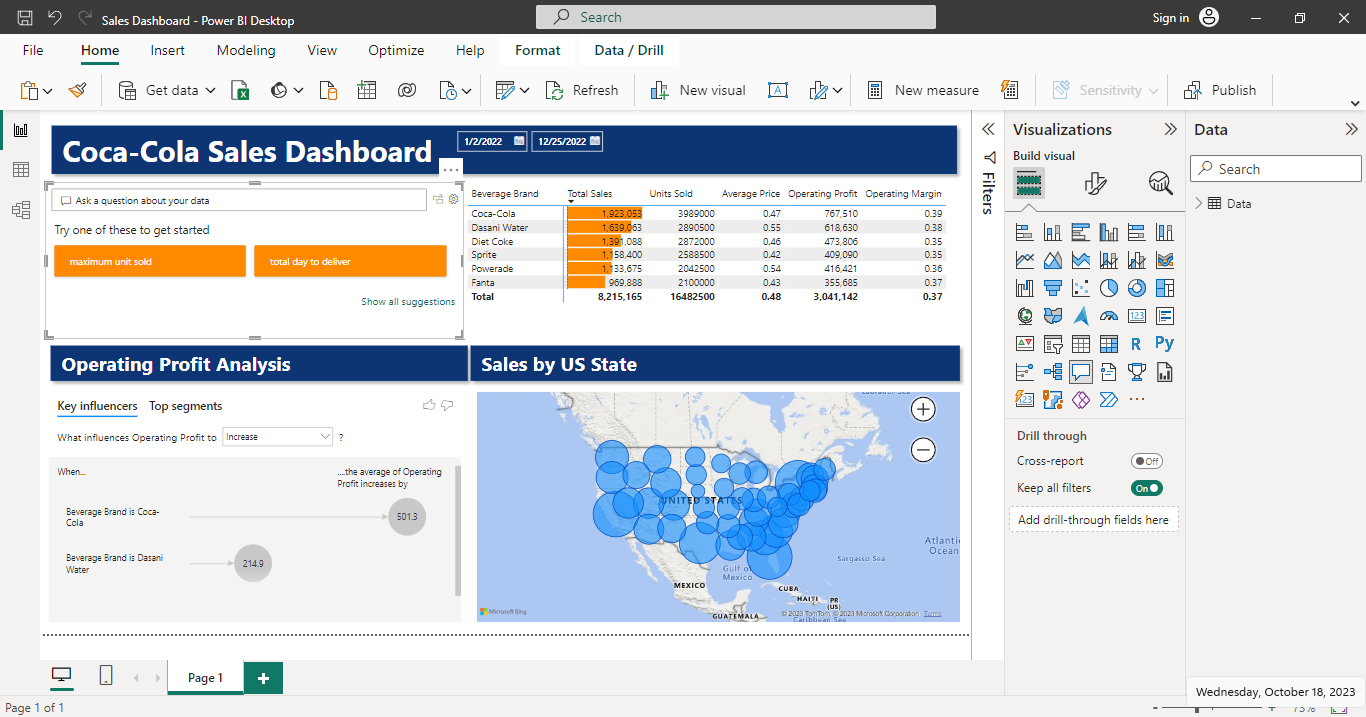 Sales Dashboard - Power BI Desktop
Search
Sign in
File Home Insert Modeling View Optimize Help Format Data / Drill
Get data Refresh New visual New measure Sensitivity Publish
Coca-Cola Sales Dashboard
1/2/2022 12/25/2022
Ask a question about your data
Try one of these to get started
maximum unit sold
total day to deliver
Show all suggestions
Beverage Brand Total Sales Units Sold Average Price Operating Profit Operating Margin
Coca-Cola 1,923,053 3989000 0.47 767,510 0.39
Dasani Water 1,639,063 2890500 0.55 618,630 0.38
Diet Coke 1,391,088 2872000 0.46 473,806 0.35
Sprite 1,158,400 2588500 0.42 409,090 0.35
Powerade 1,133,675 2042500 0.54 416,421 0.36
Fanta 969,888 2100000 0.43 355,685 0.37
Total 8,215,165 16482500 0.48 3,041,142 0.37
Operating Profit Analysis
Key influencers Top segments
What influences Operating Profit to Increase ?
When...
....the average of Operating
Profit increases by
Beverage Brand is Coca-
Cola
501.3
Beverage Brand is Dasani
Water
214.9
Sales by US State
UNITED STATES
Atlantic
Ocean
Sargasso Sea
Gulf of
Mexico
MEXICO
CUBA
HAITI
PR
(US)
GUATEMALA
Caribbean Sea
Microsoft Bing
© 2023 TomTom, © 2023 Microsoft Corporation Terms
Filters
Visualizations
Build visual
123
R
Py
123
Drill through
Cross-report
Off
Keep all filters
On
Add drill-through fields here
Data
Search
Data
Page 1
Page 1 of 1
Wednesday, October 18, 2023